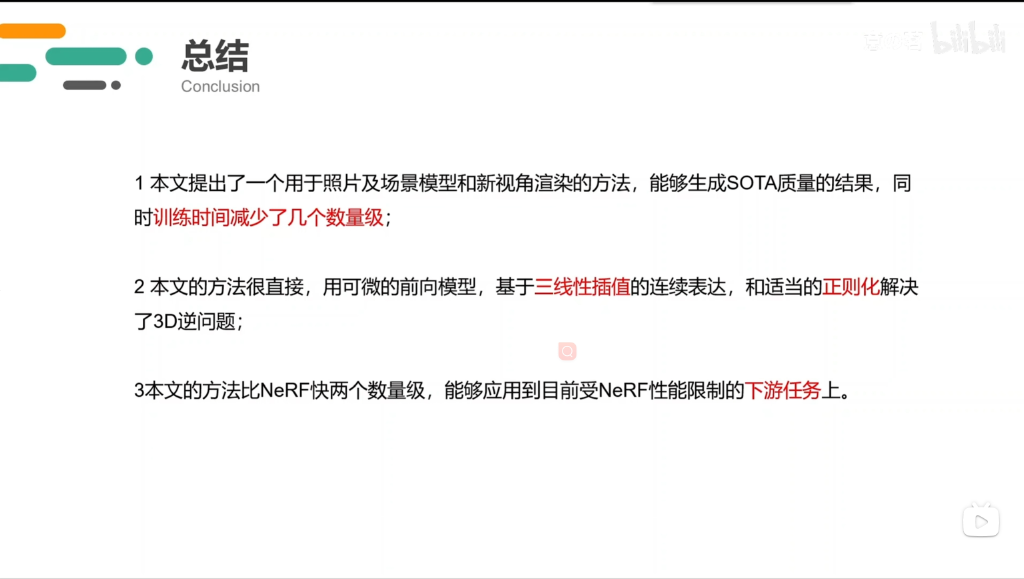 总结
Conclusion
bilibili
1 本文提出了一个用于照片及场景模型和新视角渲染的方法，能够生成SOTA质量的结果，同
时训练时间减少了几个数量级；
2 本文的方法很直接，用可微的前向模型，基于三线性插值的连续表达，和适当的正则化解决
了3D逆问题；
3本文的方法比NeRF快两个数量级，能够应用到目前受NeRF性能限制的下游任务上。